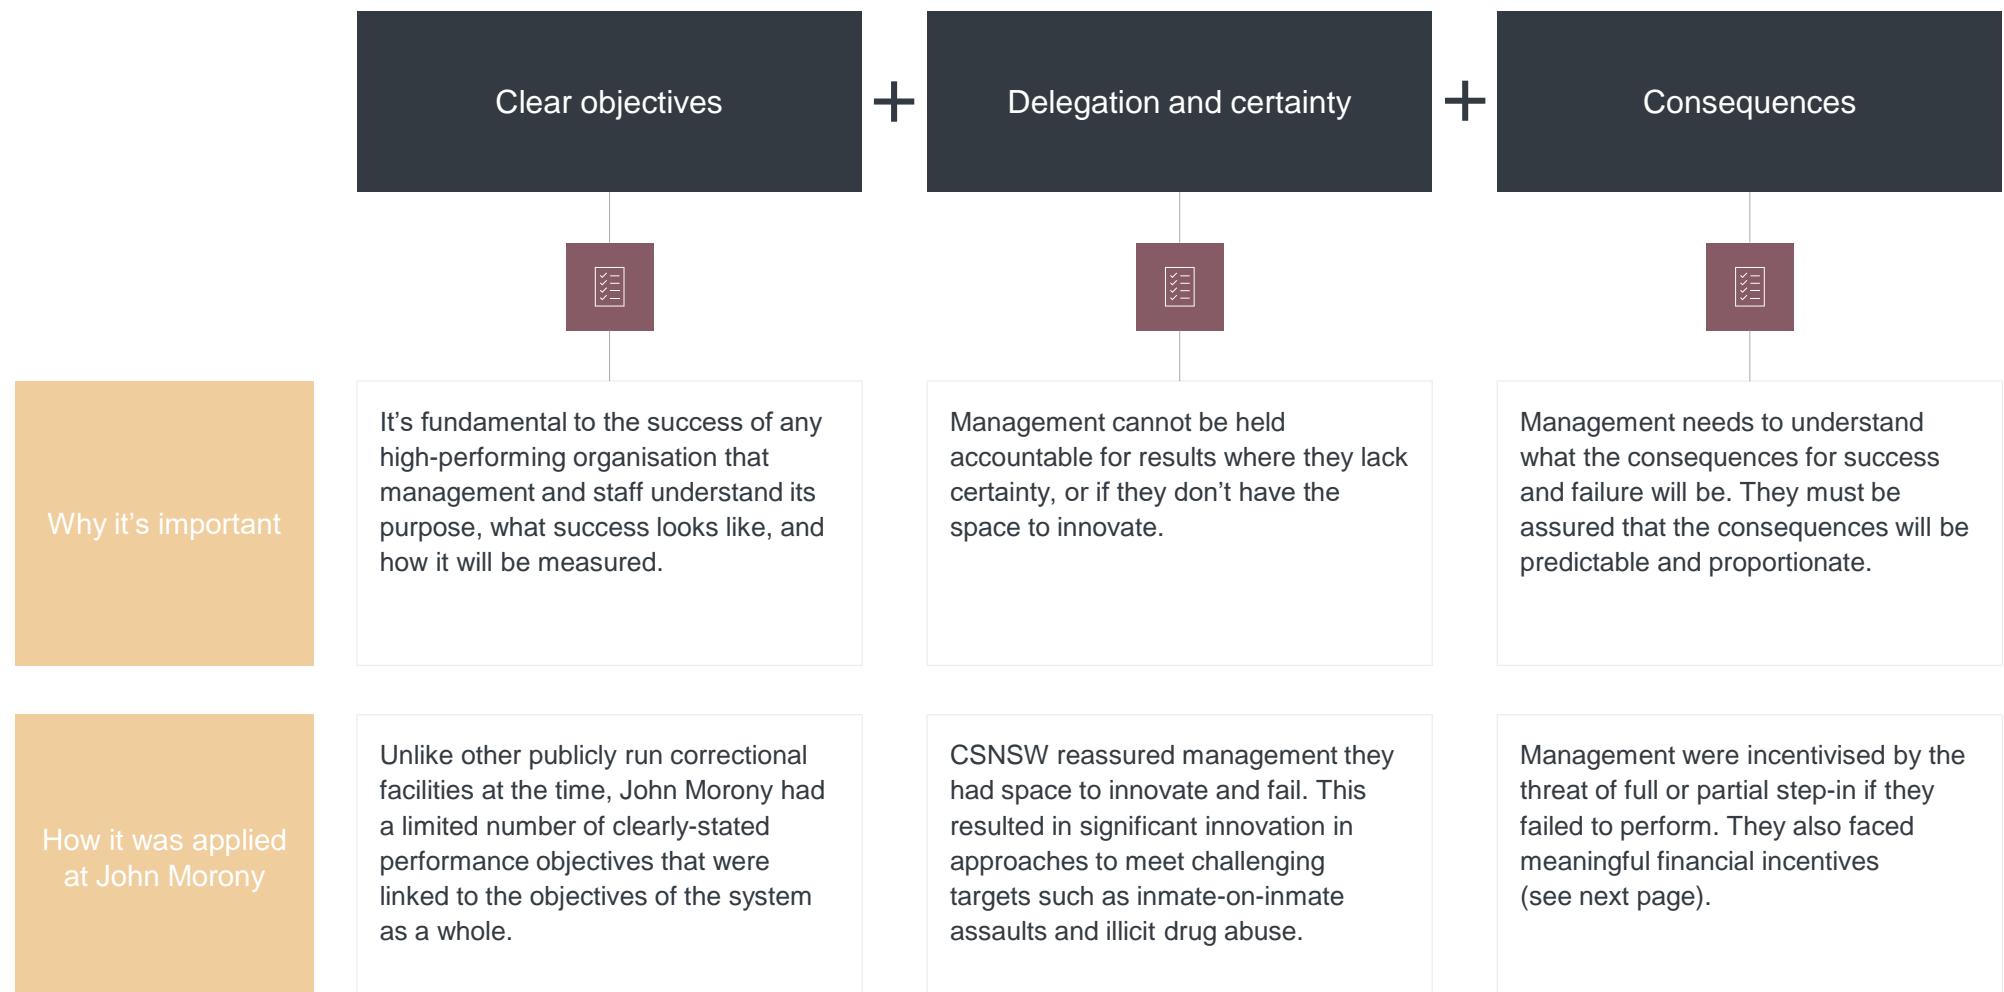 Clear objectives
+
Delegation and certainty
+
Consequences
Why it’s important
It’s fundamental to the success of any
high-performing organisation that
management and staff understand its
purpose, what success looks like, and
how it will be measured.
Management cannot be held
accountable for results where they lack
certainty, or if they don’t have the
space to innovate.
Management needs to understand
what the consequences for success
and failure will be. They must be
assured that the consequences will be
predictable and proportionate.
How it was applied
at John Morony
Unlike other publicly run correctional
facilities at the time, John Morony had
a limited number of clearly-stated
performance objectives that were
linked to the objectives of the system
as a whole.
CSNSW reassured management they
had space to innovate and fail. This
resulted in significant innovation in
approaches to meet challenging
targets such as inmate-on-inmate
assaults and illicit drug abuse.
Management were incentivised by the
threat of full or partial step-in if they
failed to perform. They also faced
meaningful financial incentives
(see next page).